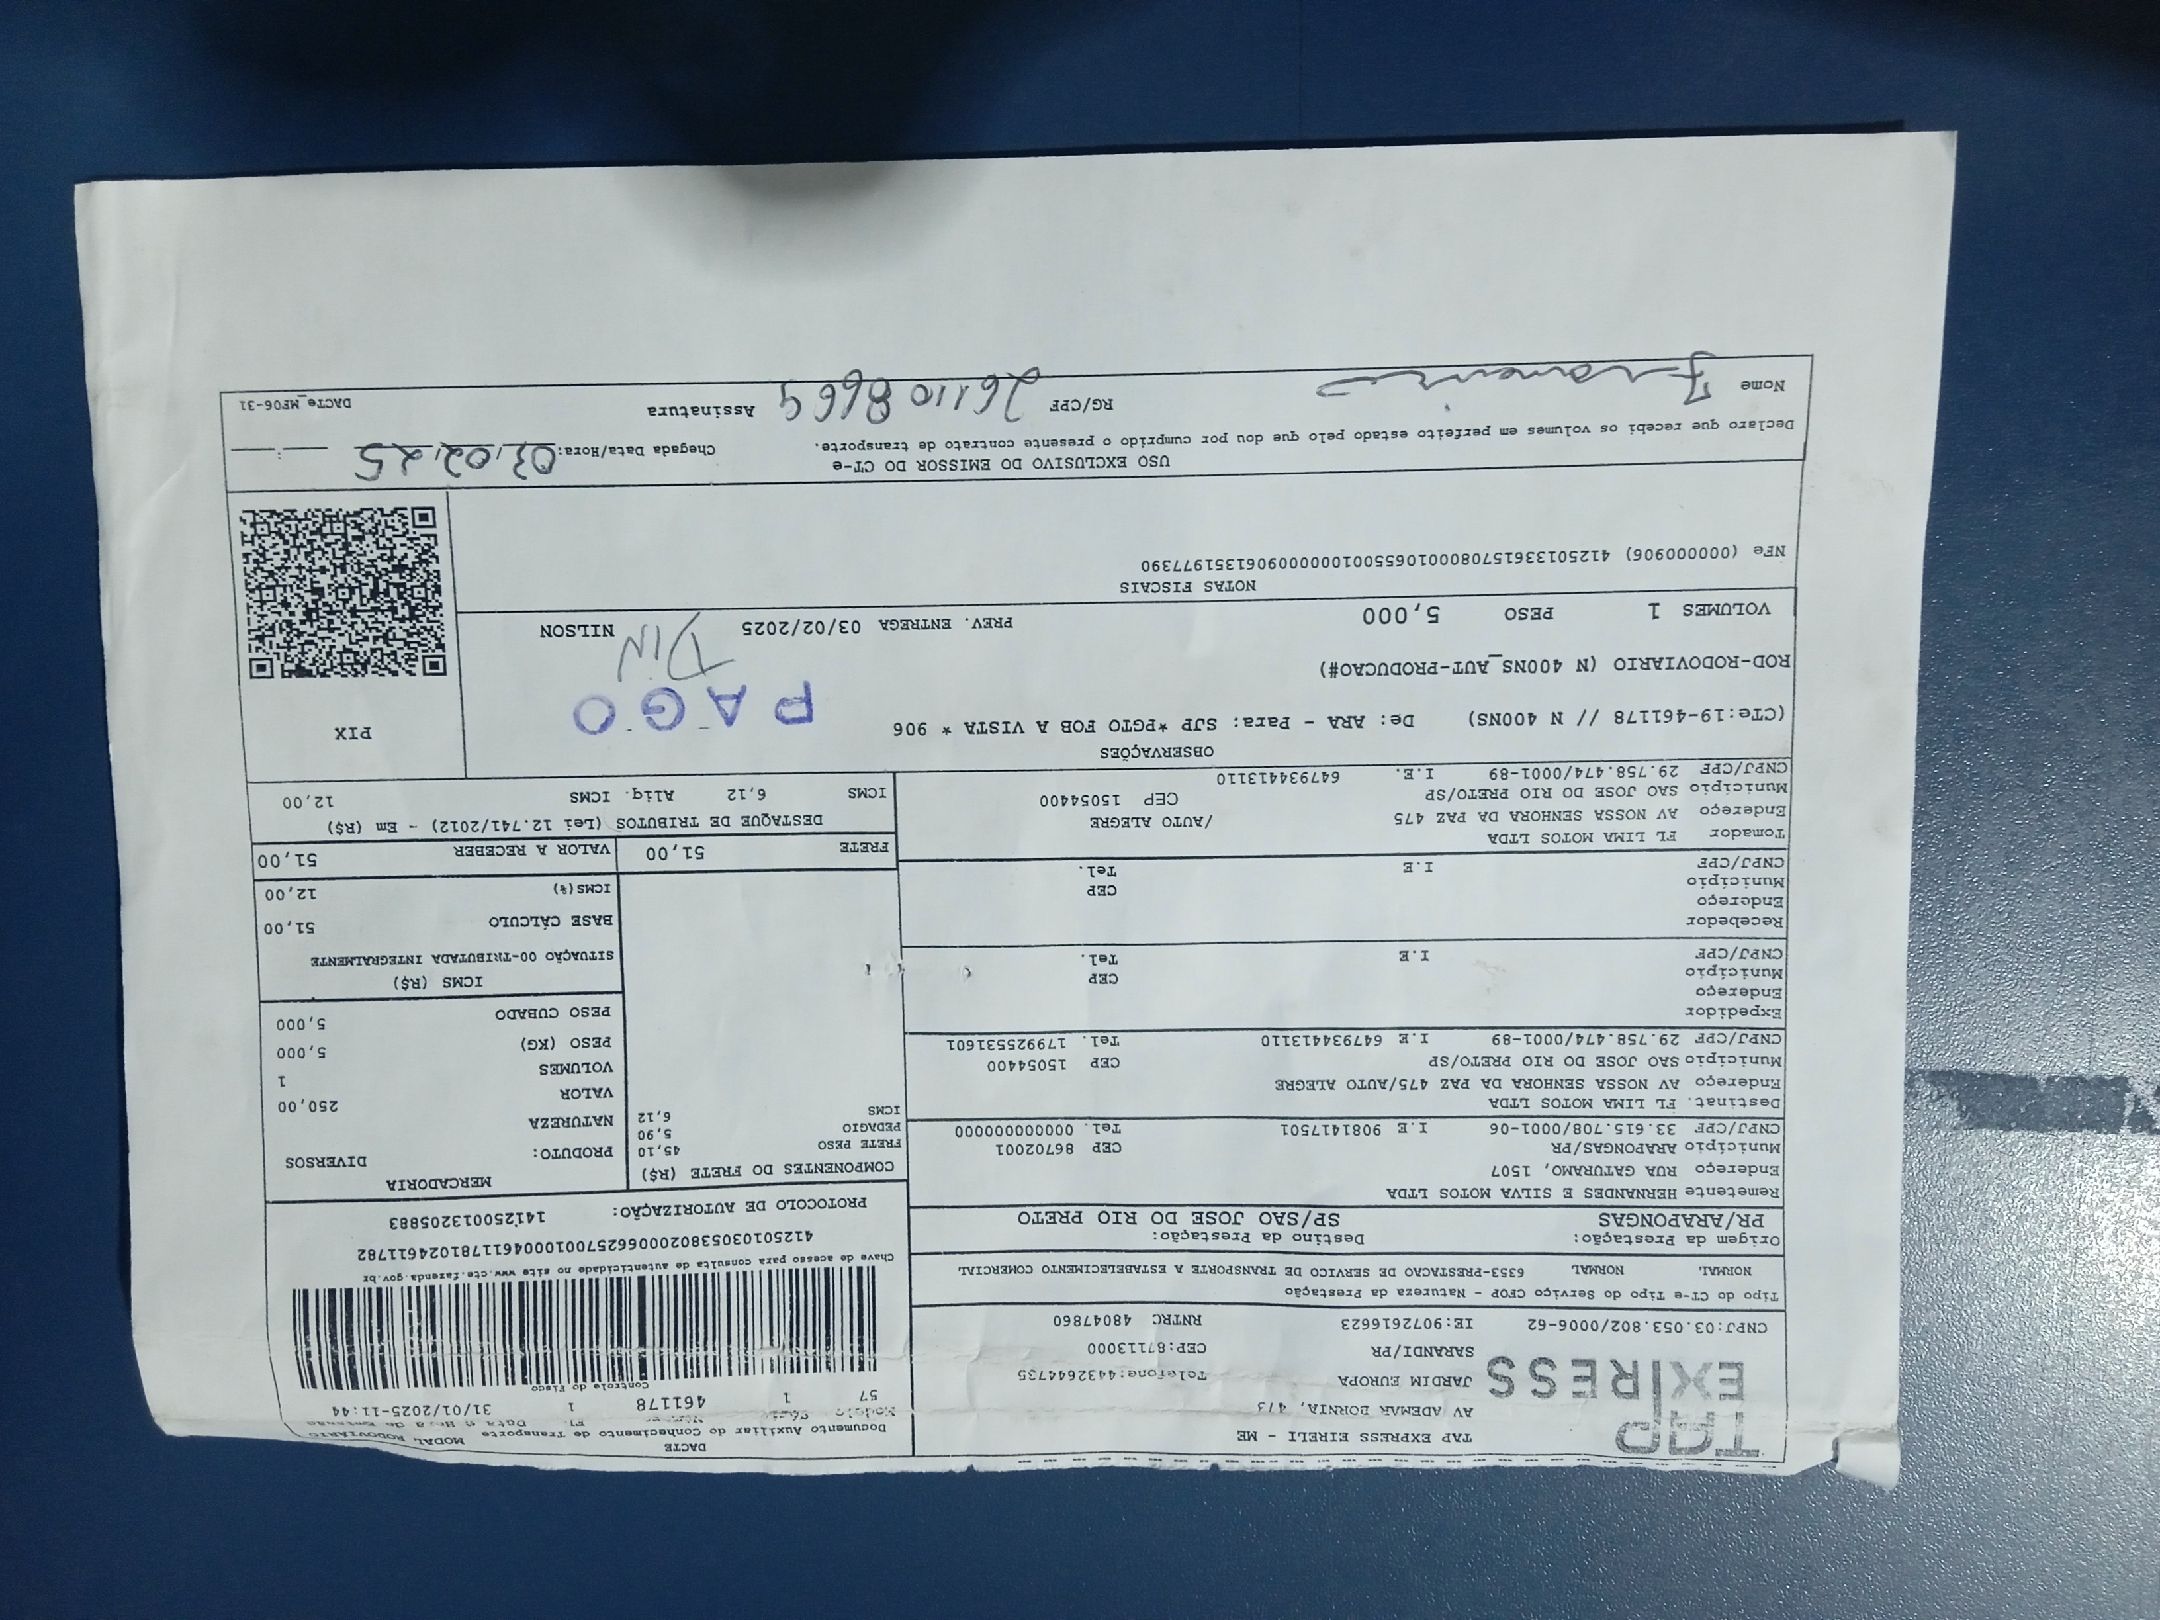 TAP EXPRESS
TAP EXPRESS EIRELI - ME
AV ADEMAR BORNIA, 473
JARDIM EUROPA Telefone:4432644735
SARANDI/PR CEP:87113000
CNPJ:03.053.802/0006-62 IE:9072616623 RNTRC 48047860
DACTE
Documento Auxiliar do Conhecimento de Transporte MODAL RODOVIÁRIO
Modelo Série Número Fl. Data e Hora de Emissão
57 1 461178 1 31/01/2025-11:44
Controle do Fisco
Chave de acesso para consulta de autenticidade no site www.cte.fazenda.gov.br
41250103053802000662570010004611781024611782
PROTOCOLO DE AUTORIZAÇÃO: 141250013205883
Tipo do CT-e Tipo do Serviço CFOP - Natureza da Prestação
NORMAL NORMAL 6353-PRESTACAO DE SERVICO DE TRANSPORTE A ESTABELECIMENTO COMERCIAL
Origem da Prestação: Destino da Prestação:
PR/ARAPONGAS SP/SAO JOSE DO RIO PRETO
Remetente HERNANDES E SILVA MOTOS LTDA
Endereço RUA GATURAMO, 1507
Município ARAPONGAS/PR CEP 86702001
CNPJ/CPF 33.615.708/0001-06 I.E 9081417501 Tel. 000000000000
Destinat. FL LIMA MOTOS LTDA
Endereço AV NOSSA SENHORA DA PAZ 475/AUTO ALEGRE
Município SAO JOSE DO RIO PRETO/SP CEP 15054400
CNPJ/CPF 29.758.474/0001-89 I.E 647934413110 Tel. 17992553160​1
Expedidor
Endereço
Município CEP
CNPJ/CPF I.E Tel.
Recebedor
Endereço
Município CEP
CNPJ/CPF I.E Tel.
Tomador FL LIMA MOTOS LTDA
Endereço AV NOSSA SENHORA DA PAZ 475 /AUTO ALEGRE
Município SAO JOSE DO RIO PRETO/SP CEP 15054400
CNPJ/CPF 29.758.474/0001-89 I.E. 647934413110
COMPONENTES DO FRETE (R$)
FRETE PESO 45,10
PEDAGIO 5,90
ICMS 6,12
MERCADORIA
PRODUTO: DIVERSOS
NATUREZA
VALOR 250,00
VOLUMES 1
PESO (KG) 5,000
PESO CUBADO 5,000
ICMS (R$)
SITUAÇÃO 00-TRIBUTADA INTEGRALMENTE
BASE CÁLCULO 51,00
ICMS(%) 12,00
FRETE 51,00 VALOR A RECEBER 51,00
DESTAQUE DE TRIBUTOS (Lei 12.741/2012) - Em (R$)
ICMS 6,12 Aliq. ICMS 12,00
OBSERVAÇÕES
(CTe:19-461178 // N 400NS) De: ARA - Para: SJP *PGTO FOB A VISTA * 906
PAGO
DIN
ROD-RODOVIARIO (N 400NS_AUT-PRODUCAO#)
VOLUMES 1 PESO 5,000 PREV. ENTREGA 03/02/2025 NILSON
PIX
NOTAS FISCAIS
NFe (000000906) 41250133615708000106550010000009061351977390
USO EXCLUSIVO DO EMISSOR DO CT-e
Declaro que recebi os volumes em perfeito estado pelo que dou por cumprido o presente contrato de transporte.
Chegada Data/Hora: 03,02,25 __:__
Nome RG/CPF 261108669 Assinatura
DACTe_MF06-31